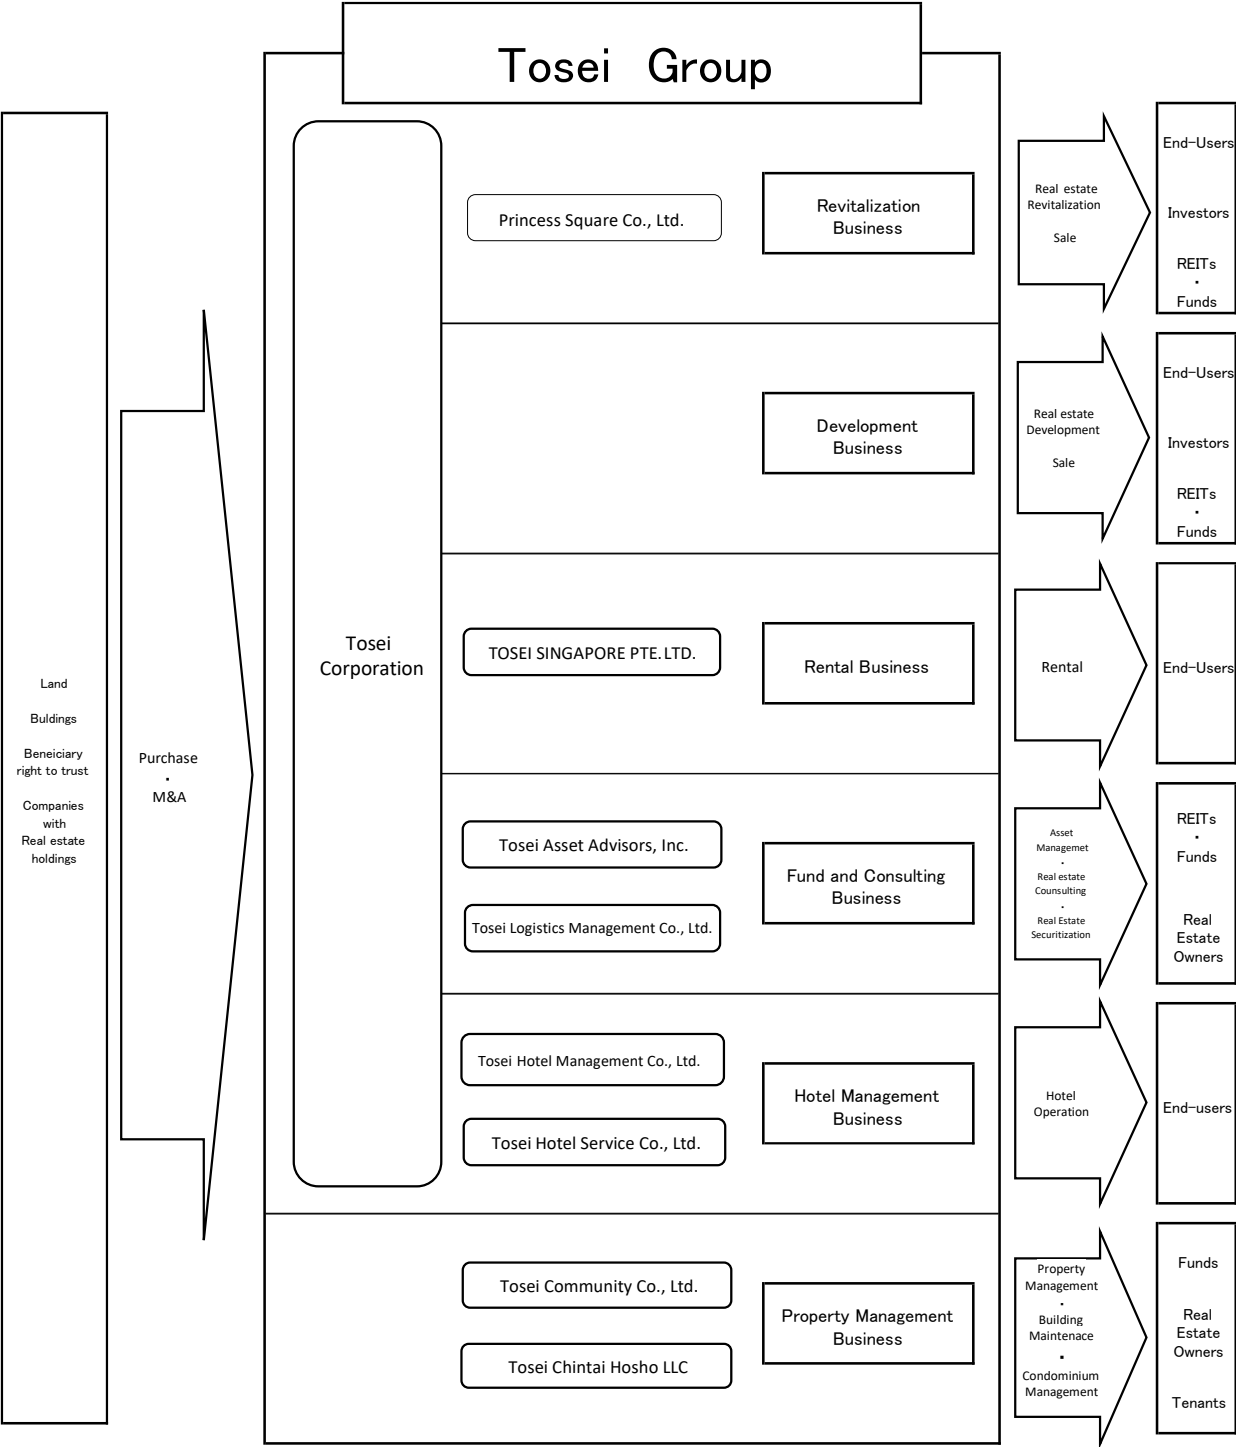 Tosei Group
Land
Buldings
Beneiciary
right to trust
Companies
with
Real estate
holdings
Purchase
・
M&A
Tosei
Corporation
Princess Square Co., Ltd.
Revitalization
Business
Real estate
Revitalization
Sale
End-Users
Investors
REITs
・
Funds
Development
Business
Real estate
Development
Sale
End-Users
Investors
REITs
・
Funds
TOSEI SINGAPORE PTE.LTD.
Rental Business
Rental
End-Users
Tosei Asset Advisors, Inc.
Tosei Logistics Management Co., Ltd.
Fund and Consulting
Business
Asset
Managemet
・
Real estate
Counsulting
・
Real Estate
Securitization
REITs
・
Funds
Real
Estate
Owners
Tosei Hotel Management Co., Ltd.
Tosei Hotel Service Co., Ltd.
Hotel Management
Business
Hotel
Operation
End-users
Tosei Community Co., Ltd.
Tosei Chintai Hosho LLC
Property Management
Business
Property
Management
・
Building
Maintenace
・
Condominium
Management
Funds
Real
Estate
Owners
Tenants